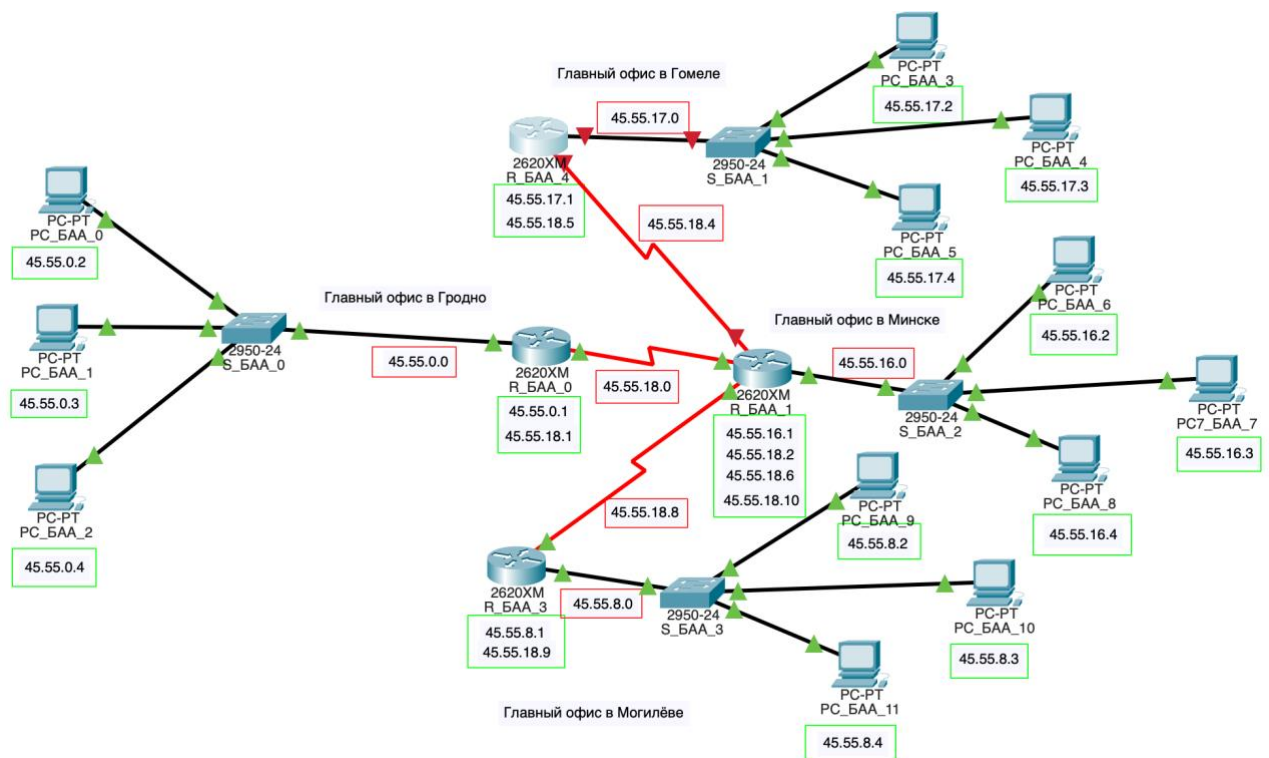 Главный офис в Гомеле
PC-PT
PC_БАА_3
45.55.17.2
45.55.17.0
2620XM
R_БАА_4
45.55.17.1
45.55.18.5
2950-24
S_БАА_1
PC-PT
PC_БАА_4
45.55.17.3
PC-PT
PC_БАА_5
45.55.17.4
45.55.18.4
PC-PT
PC_БАА_0
45.55.0.2
Главный офис в Гродно
PC-PT
PC_БАА_1
45.55.0.3
2950-24
S_БАА_0
45.55.0.0
2620XM
R_БАА_0
45.55.0.1
45.55.18.1
45.55.18.0
PC-PT
PC_БАА_2
45.55.0.4
Главный офис в Минске
2620XM
R_БАА_1
45.55.16.1
45.55.18.2
45.55.18.6
45.55.18.10
45.55.16.0
2950-24
S_БАА_2
PC-PT
PC_БАА_6
45.55.16.2
PC-PT
PC7_БАА_7
45.55.16.3
PC-PT
PC_БАА_8
45.55.16.4
45.55.18.8
2620XM
R_БАА_3
45.55.8.1
45.55.18.9
45.55.8.0
2950-24
S_БАА_3
PC-PT
PC_БАА_9
45.55.8.2
PC-PT
PC_БАА_10
45.55.8.3
PC-PT
PC_БАА_11
45.55.8.4
Главный офис в Могилёве